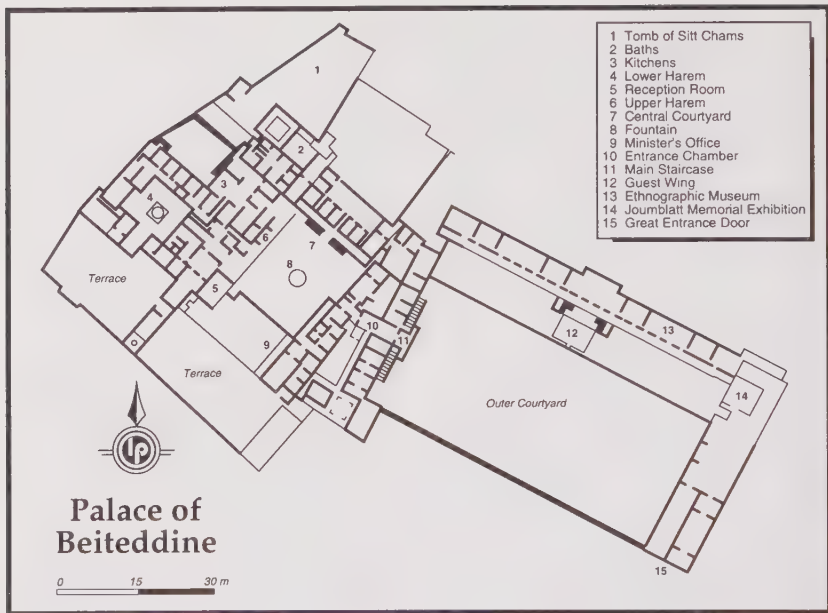 1 Tomb of Sitt Chams
2 Baths
3 Kitchens
4 Lower Harem
5 Reception Room
6 Upper Harem
7 Central Courtyard
8 Fountain
9 Minister's Office
10 Entrance Chamber
11 Main Staircase
12 Guest Wing
13 Ethnographic Museum
14 Joumblatt Memorial Exhibition
15 Great Entrance Door
1
2
3
4
6
7
8
5
Terrace
9
10
11
12
13
14
Terrace
Outer Courtyard
15
lp
Palace of
Beiteddine
0 15 30 m